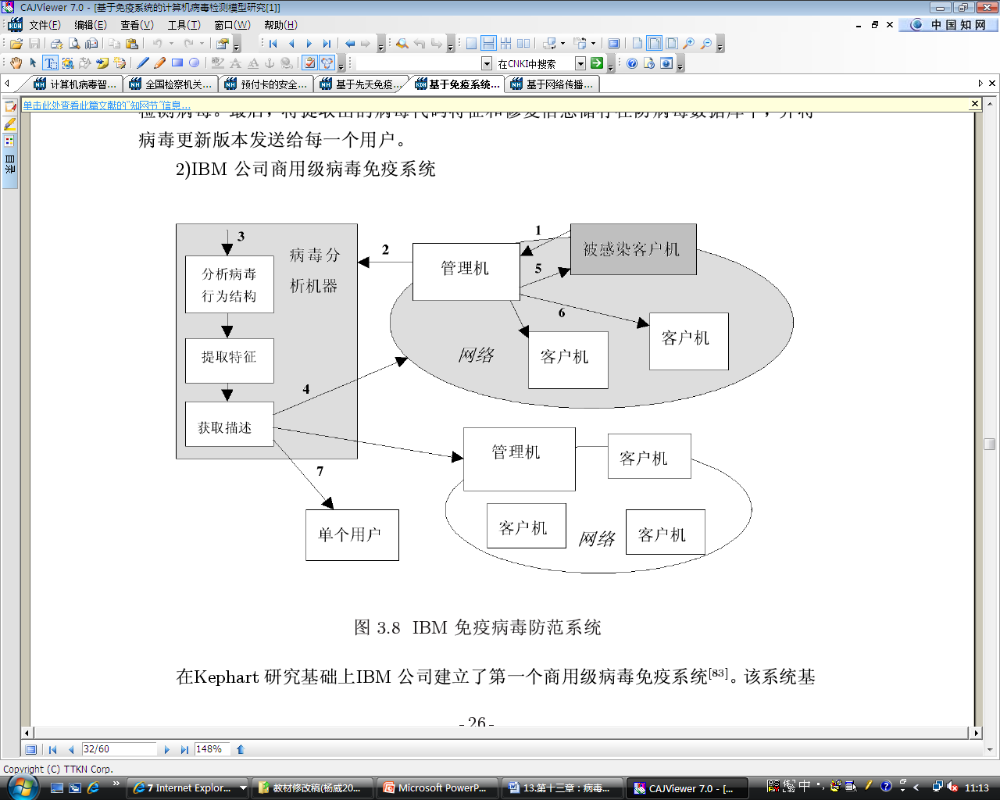 CAJViewer 7.0 - [基于免疫系统的计算机病毒检测模型研究[1]]
文件(F) 编辑(E) 查看(V) 工具(T) 窗口(W) 帮助(H)
中国知网
在CNKI中搜索
计算机病毒智... 全国检察机关... 预付卡的安全... 基于先天免疫... 基于免疫系统... 基于网络传播...
单击此处查看此篇文献的"知网节"信息...
目录
检测病毒。最后，将提取出的病毒代码特征和修复信息储存在防病毒数据库中，并将
病毒更新版本发送给每一个用户。
2)IBM 公司商用级病毒免疫系统
3
病毒分
析机器
分析病毒
行为结构
提取特征
获取描述
2
管理机
1
被感染客户机
5
6
客户机
客户机
网络
4
7
单个用户
管理机
客户机
客户机
网络
客户机
图 3.8 IBM 免疫病毒防范系统
在Kephart 研究基础上IBM 公司建立了第一个商用级病毒免疫系统[83]。该系统基
- 26 -
32/60 148%
Copyright (C) TTKN Corp.
7 Internet Explor... 教材修改稿(杨威20... Microsoft PowerP... 13.第十三章：病毒... CAJViewer 7.0 - [... 中 11:13